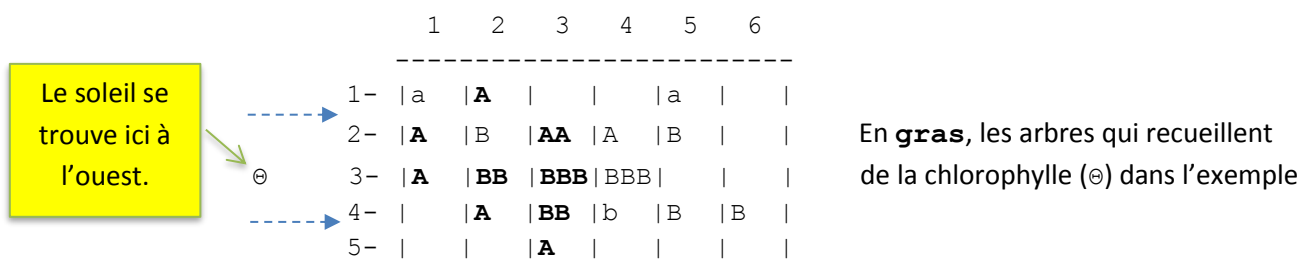 1 2 3 4 5 6
---------------------------
Le soleil se
trouve ici à
l'ouest.
1- |a |A | | |a | |
2- |A |B |AA |A |B | |
Θ 3- |A |BB |BBB|BBB| | |
4- | |A |BB |b |B |B |
5- | | |A | | | |
En gras, les arbres qui recueillent
de la chlorophylle (Θ) dans l'exemple